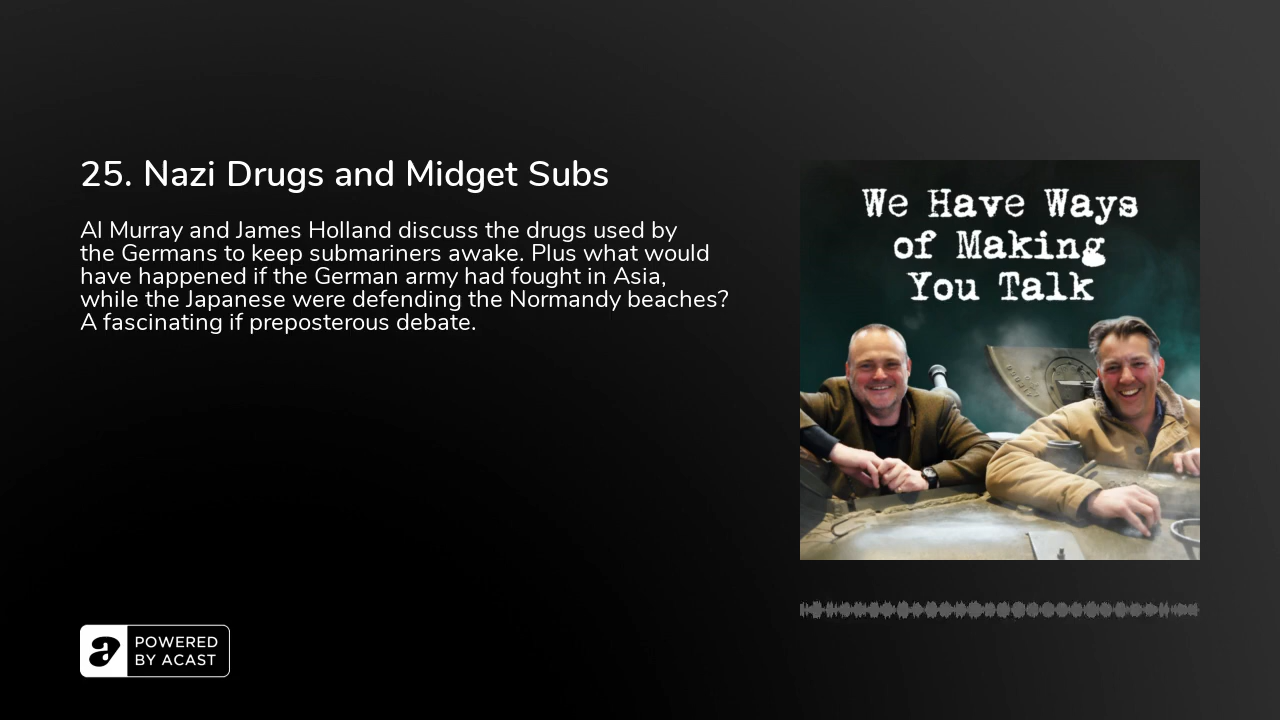 25. Nazi Drugs and Midget Subs
Al Murray and James Holland discuss the drugs used by
the Germans to keep submariners awake. Plus what would
have happened if the German army had fought in Asia,
while the Japanese were defending the Normandy beaches?
A fascinating if preposterous debate.
We Have Ways
of Making
You Talk
POWERED
BY ACAST